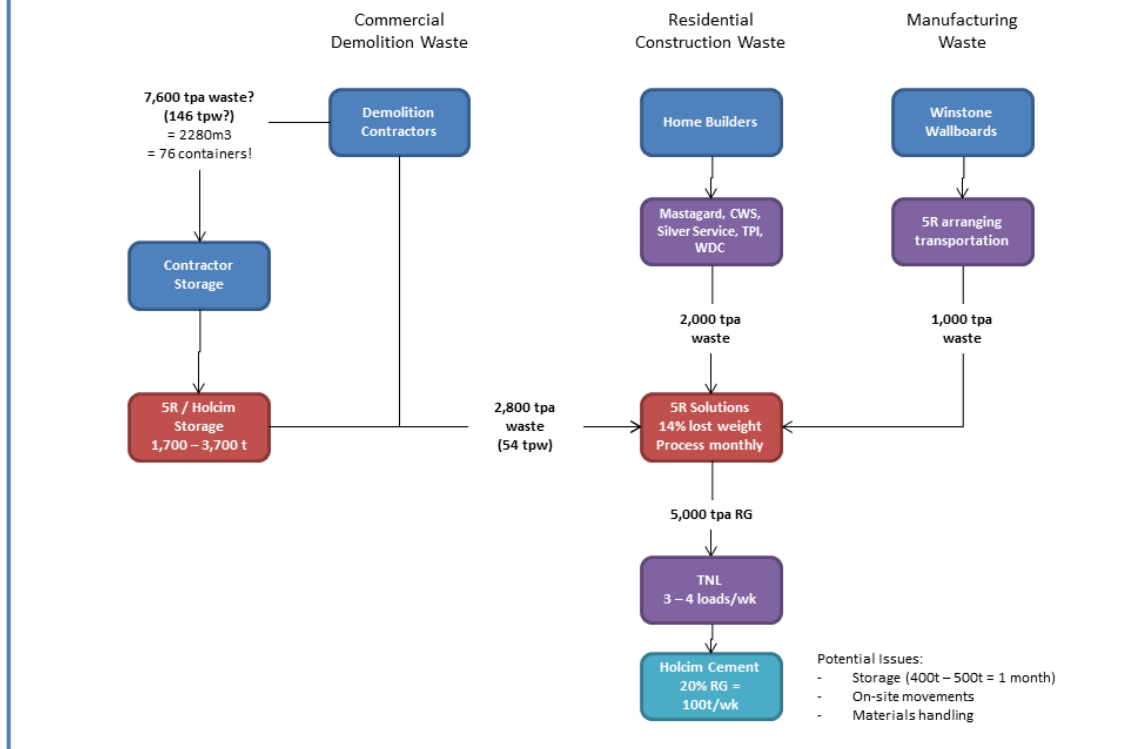 Commercial
Demolition Waste
Residential
Construction Waste
Manufacturing
Waste
7,600 tpa waste?
(146 tpw?)
= 2280m3
= 76 containers!
Demolition
Contractors
Home Builders
Winstone
Wallboards
Mastagard, CWS,
Silver Service, TPI,
WDC
5R arranging
transportation
Contractor
Storage
2,000 tpa
waste
1,000 tpa
waste
5R / Holcim
Storage
1,700 – 3,700 t
2,800 tpa
waste
(54 tpw)
5R Solutions
14% lost weight
Process monthly
5,000 tpa RG
TNL
3 – 4 loads/wk
Holcim Cement
20% RG =
100t/wk
Potential Issues:
- Storage (400t – 500t = 1 month)
- On-site movements
- Materials handling